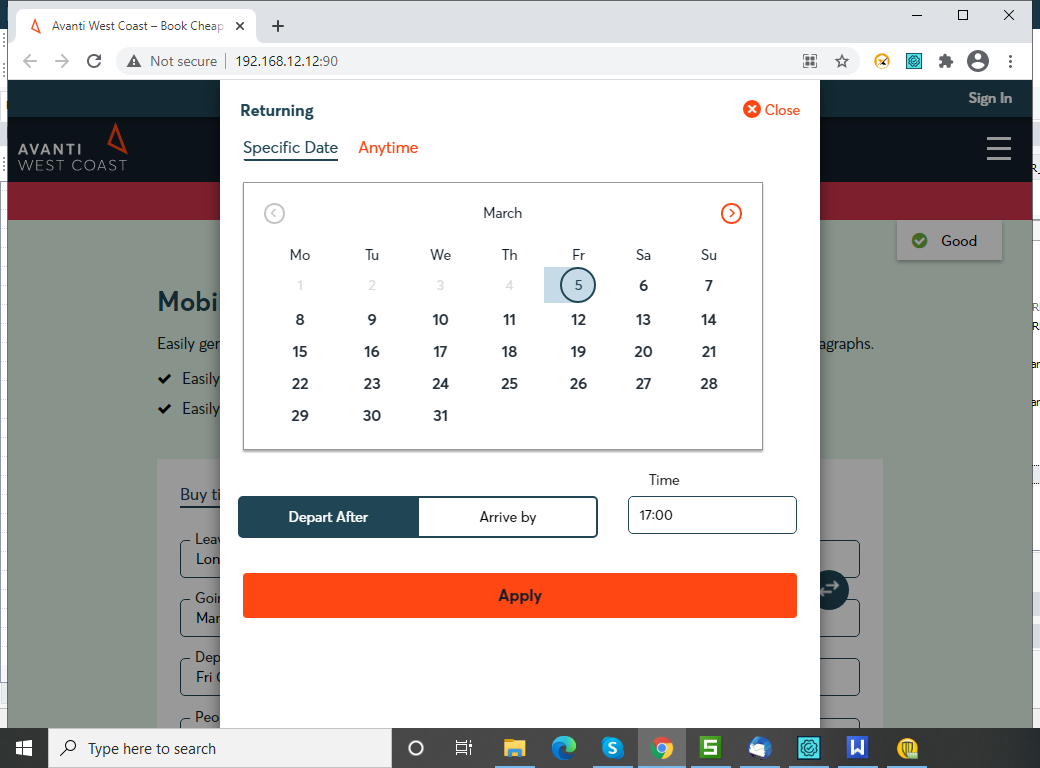 Avanti West Coast – Book Cheap
Not secure
192.168.12.12:90
Sign In
AVANTI
WEST COAST
Returning
Close
Specific Date
Anytime
March
Mo Tu We Th Fr Sa Su
1 2 3 4 5 6 7
8 9 10 11 12 13 14
15 16 17 18 19 20 21
22 23 24 25 26 27 28
29 30 31
Good
Mobi
Easily ger
agraphs.
Easily
Easily
Time
Depart After
Arrive by
17:00
Apply
Buy ti
Leav
Lon
Goin
Man
Dep
Fri
Peo
Type here to search